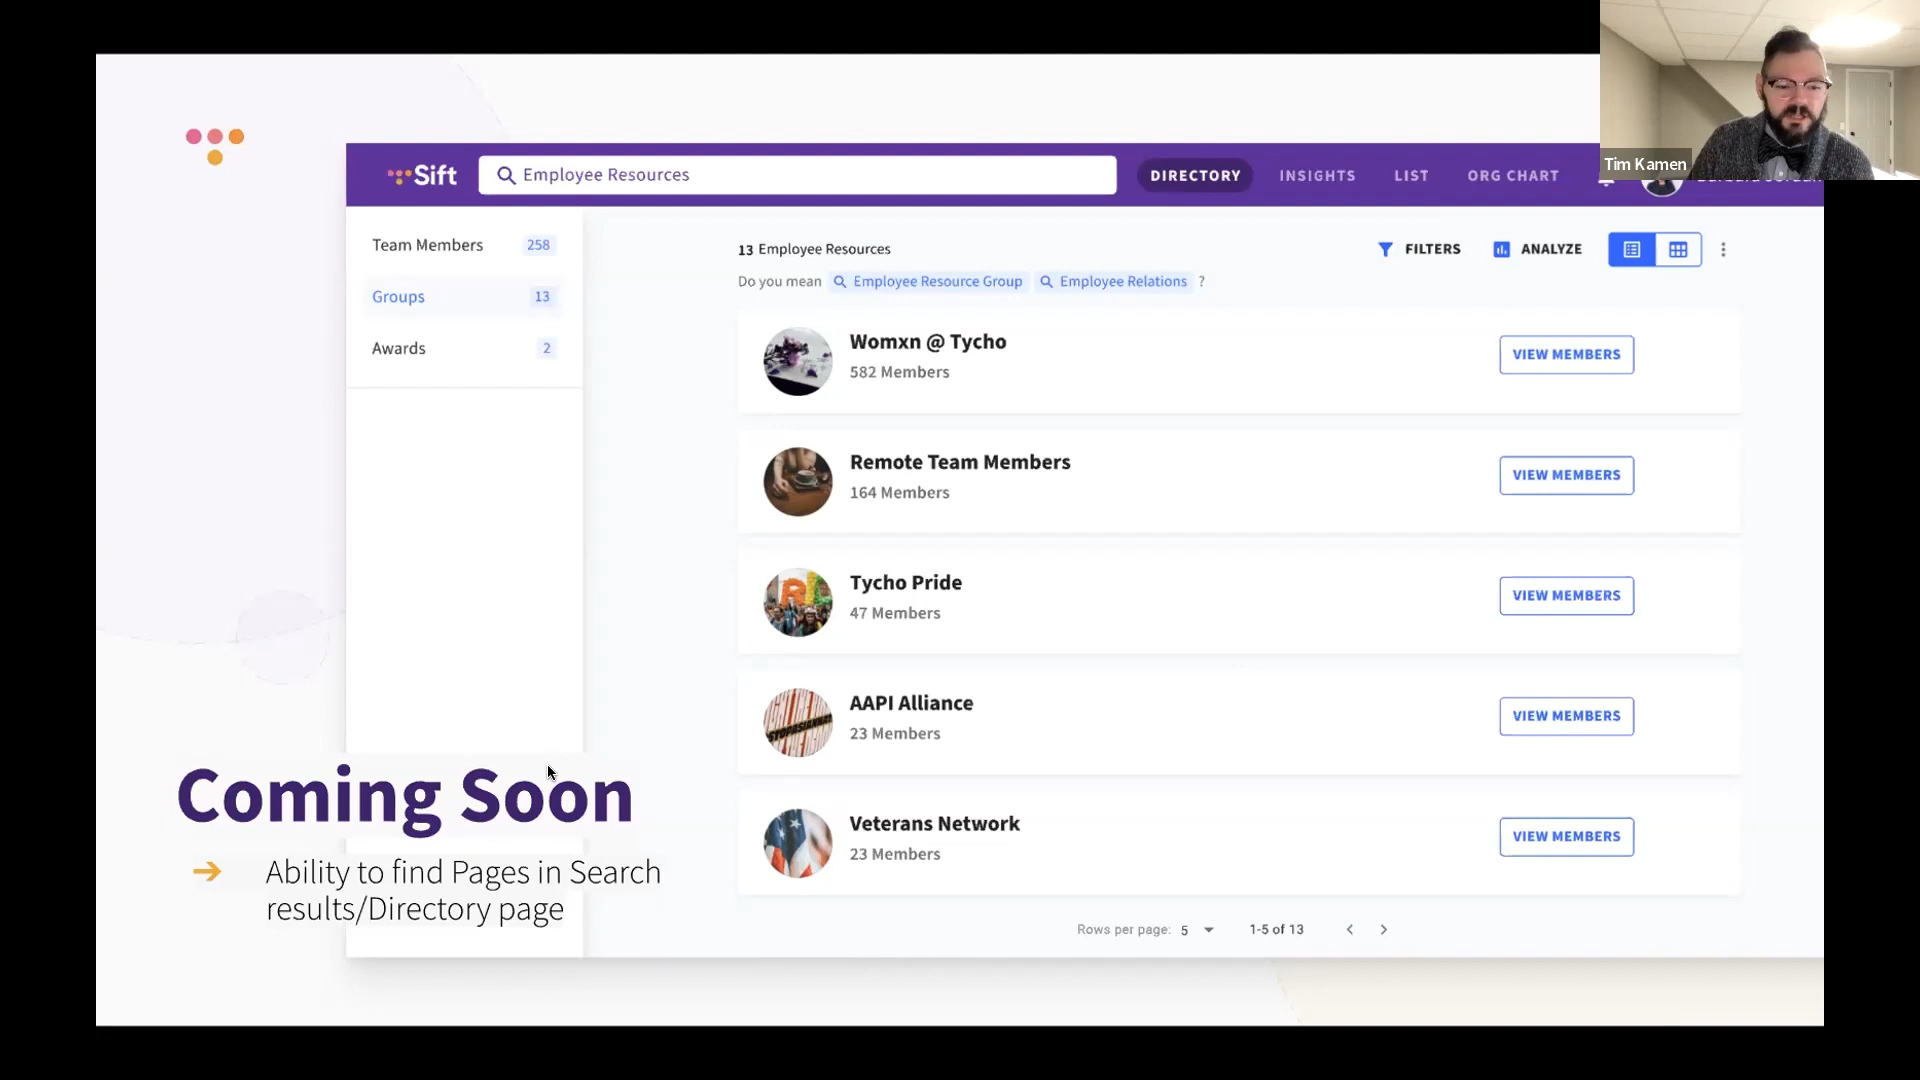 Tim Kamen
Sift
Employee Resources
DIRECTORY
INSIGHTS
LIST
ORG CHART
Team Members 258
Groups 13
Awards 2
13 Employee Resources
FILTERS
ANALYZE
Do you mean Employee Resource Group Employee Relations ?
Womxn @ Tycho
582 Members
VIEW MEMBERS
Remote Team Members
164 Members
VIEW MEMBERS
Tycho Pride
47 Members
VIEW MEMBERS
AAPI Alliance
23 Members
VIEW MEMBERS
Veterans Network
23 Members
VIEW MEMBERS
Rows per page: 5
1-5 of 13
Coming Soon
➔ Ability to find Pages in Search
results/Directory page